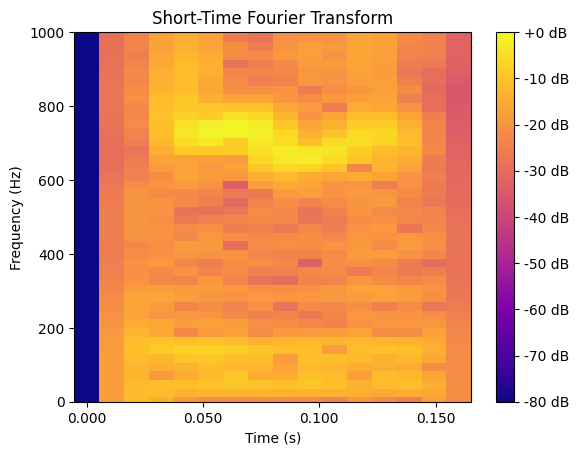 Short-Time Fourier Transform
1000
800
600
400
200
0
Frequency (Hz)
0.000
0.050
0.100
0.150
Time (s)
+0 dB
-10 dB
-20 dB
-30 dB
-40 dB
-50 dB
-60 dB
-70 dB
-80 dB